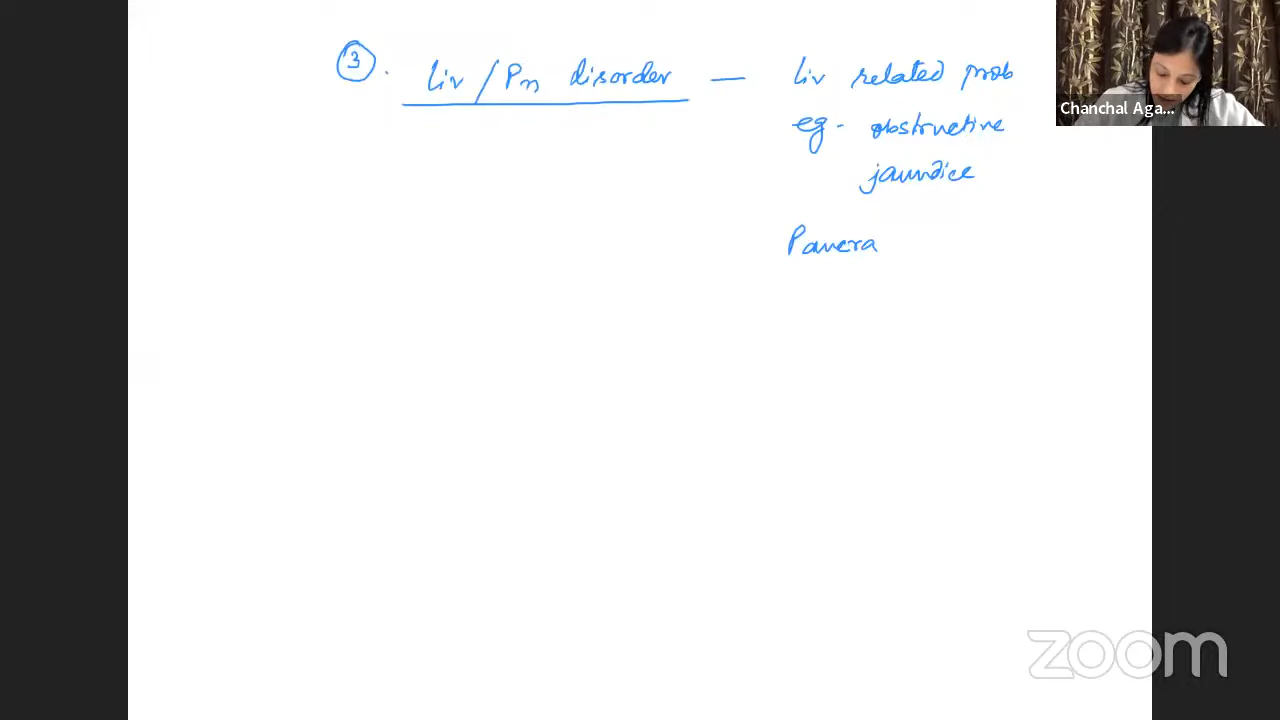 3. Liv / Pn disorder — Liv related prob
eg - obstructive
jaundice
Pancrea
Chanchal Aga...
zoom